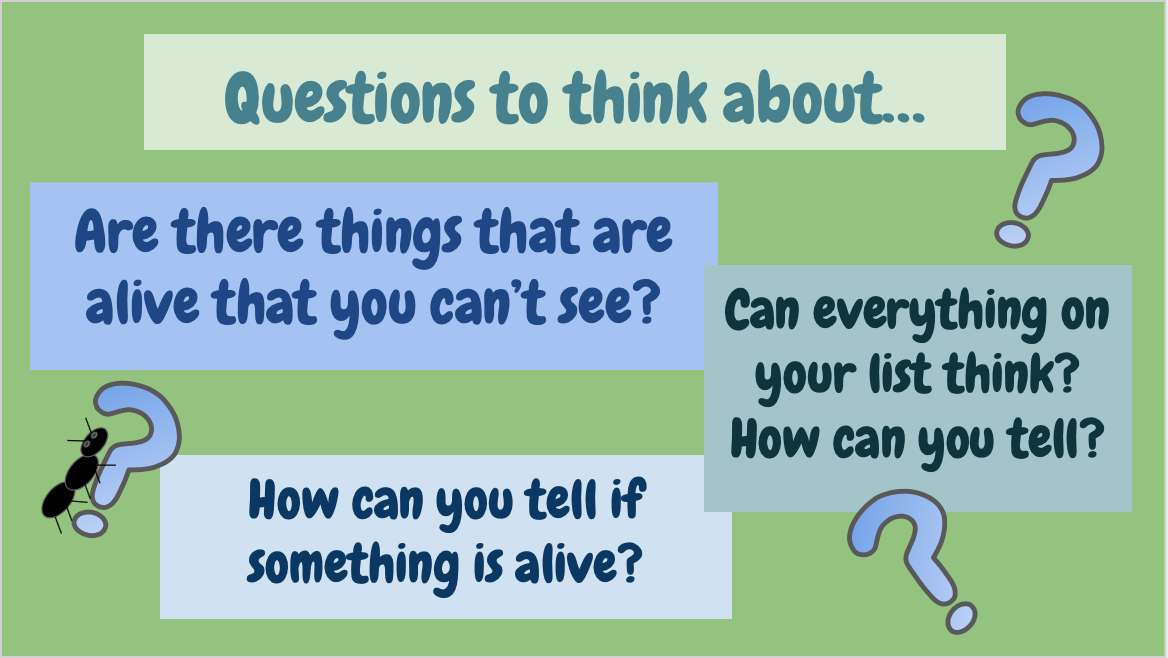 Questions to think about...
Are there things that are
alive that you can’t see?
Can everything on
your list think?
How can you tell?
How can you tell if
something is alive?